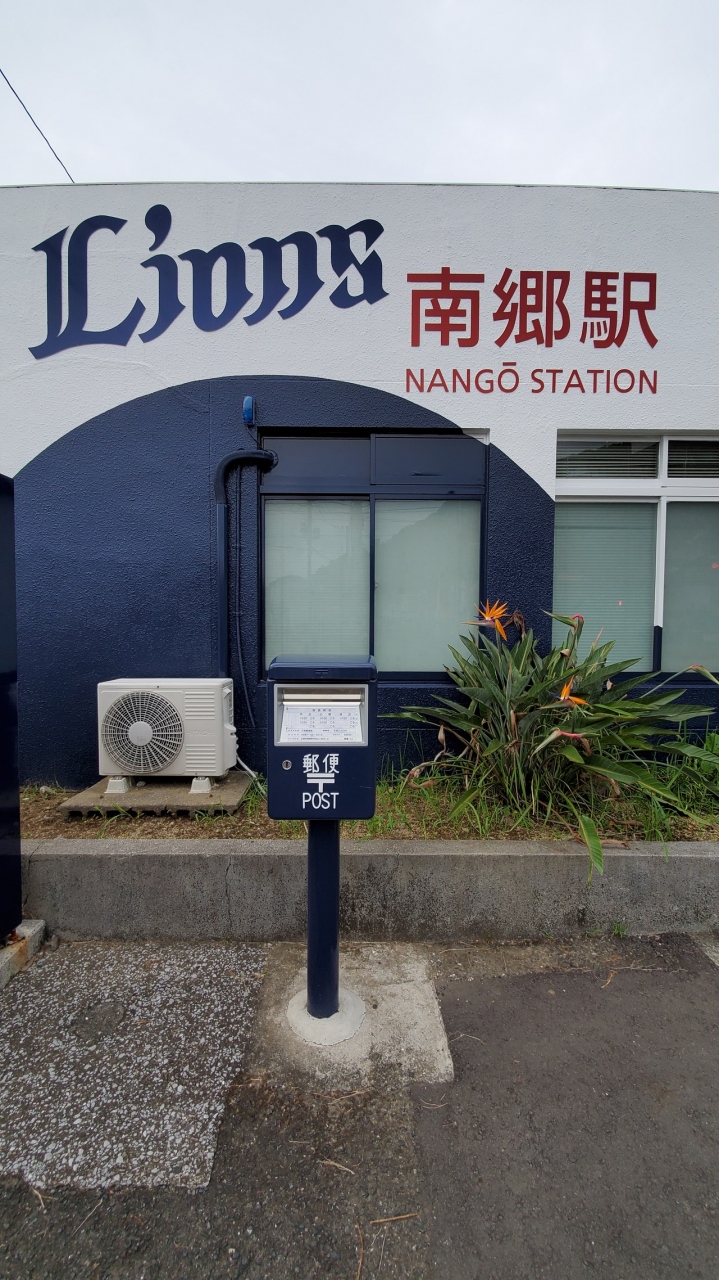 Lions
南郷駅
NANGŌ STATION
郵便
〒
POST